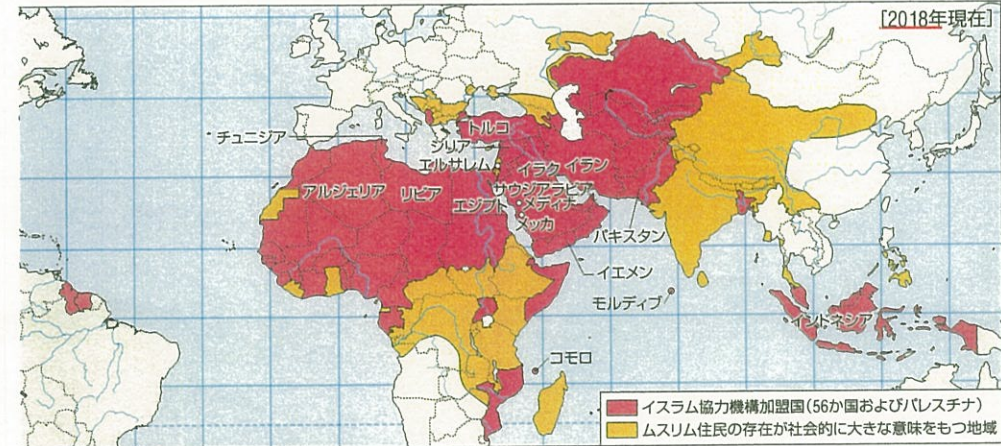 [2018年現在]
チュニジア
トルコ
シリア
エルサレム
イラク
イラン
アルジェリア
リビア
エジプト
サウジアラビア
・メディナ
・メッカ
パキスタン
イエメン
モルディブ
インドネシア
コモロ
イスラム協力機構加盟国(56か国およびパレスチナ)
ムスリム住民の存在が社会的に大きな意味をもつ地域